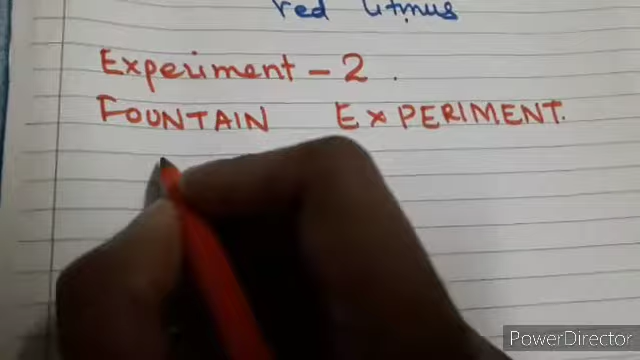 red litmus
Experiment - 2 .
FOUNTAIN EXPERIMENT.
PowerDirector